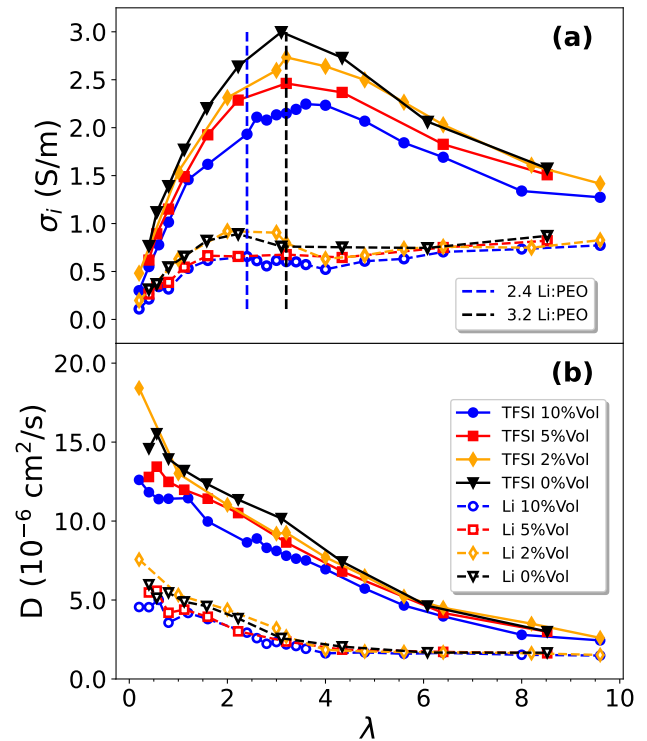 (a)
σi (S/m)
3.0
2.5
2.0
1.5
1.0
0.5
0.0
2.4 Li:PEO
3.2 Li:PEO
(b)
D (10⁻⁶ cm²/s)
20.0
15.0
10.0
5.0
0.0
TFSI 10%Vol
TFSI 5%Vol
TFSI 2%Vol
TFSI 0%Vol
Li 10%Vol
Li 5%Vol
Li 2%Vol
Li 0%Vol
0 2 4 6 8 10
λ